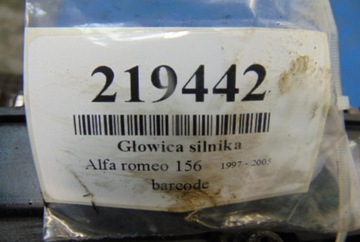 219442
Głowica silnika
Alfa romeo 156 1997 - 2005
barcode